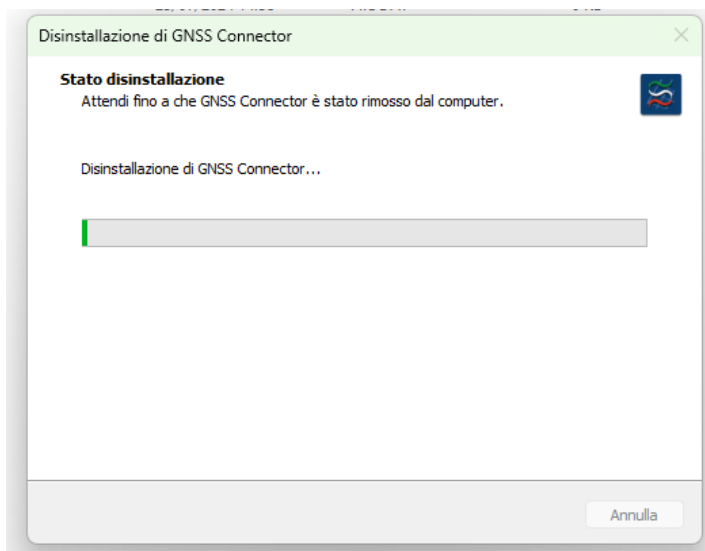 Disinstallazione di GNSS Connector
Stato disinstallazione
Attendi fino a che GNSS Connector è stato rimosso dal computer.
Disinstallazione di GNSS Connector...
Annulla